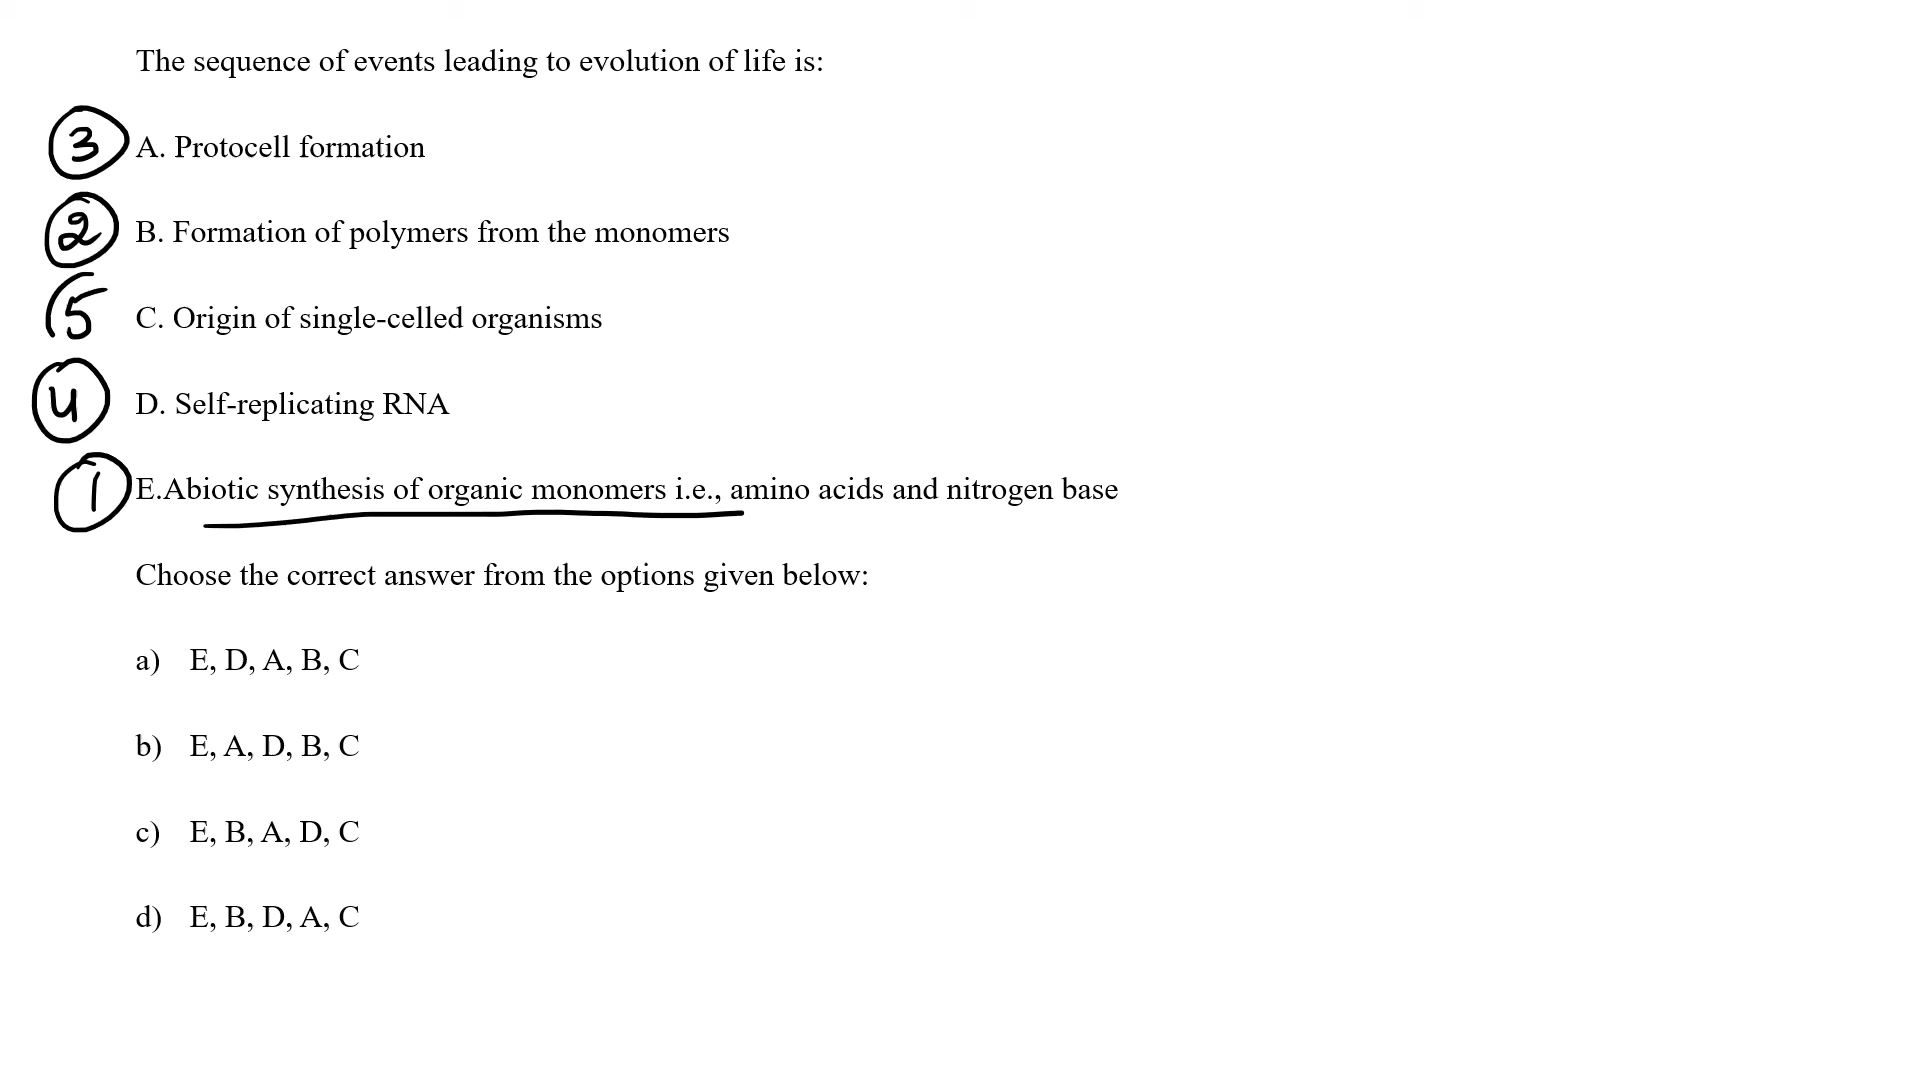 The sequence of events leading to evolution of life is:
3 A. Protocell formation
2 B. Formation of polymers from the monomers
5 C. Origin of single-celled organisms
4 D. Self-replicating RNA
1 E.Abiotic synthesis of organic monomers i.e., amino acids and nitrogen base
Choose the correct answer from the options given below:
a) E, D, A, B, C
b) E, A, D, B, C
c) E, B, A, D, C
d) E, B, D, A, C